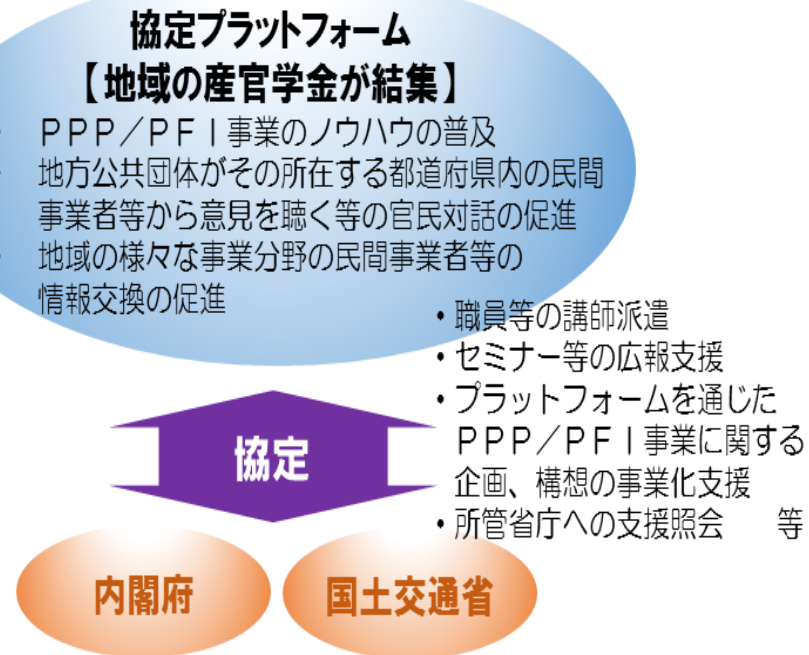 協定プラットフォーム
【地域の産官学金が結集】
・ ＰＰＰ／ＰＦＩ事業のノウハウの普及
・ 地方公共団体がその所在する都道府県内の民間
事業者等から意見を聴く等の官民対話の促進
・ 地域の様々な事業分野の民間事業者等の
情報交換の促進
・職員等の講師派遣
・セミナー等の広報支援
・プラットフォームを通じた
ＰＰＰ／ＰＦＩ事業に関する
企画、構想の事業化支援
・所管省庁への支援照会　　等
協定
内閣府
国土交通省